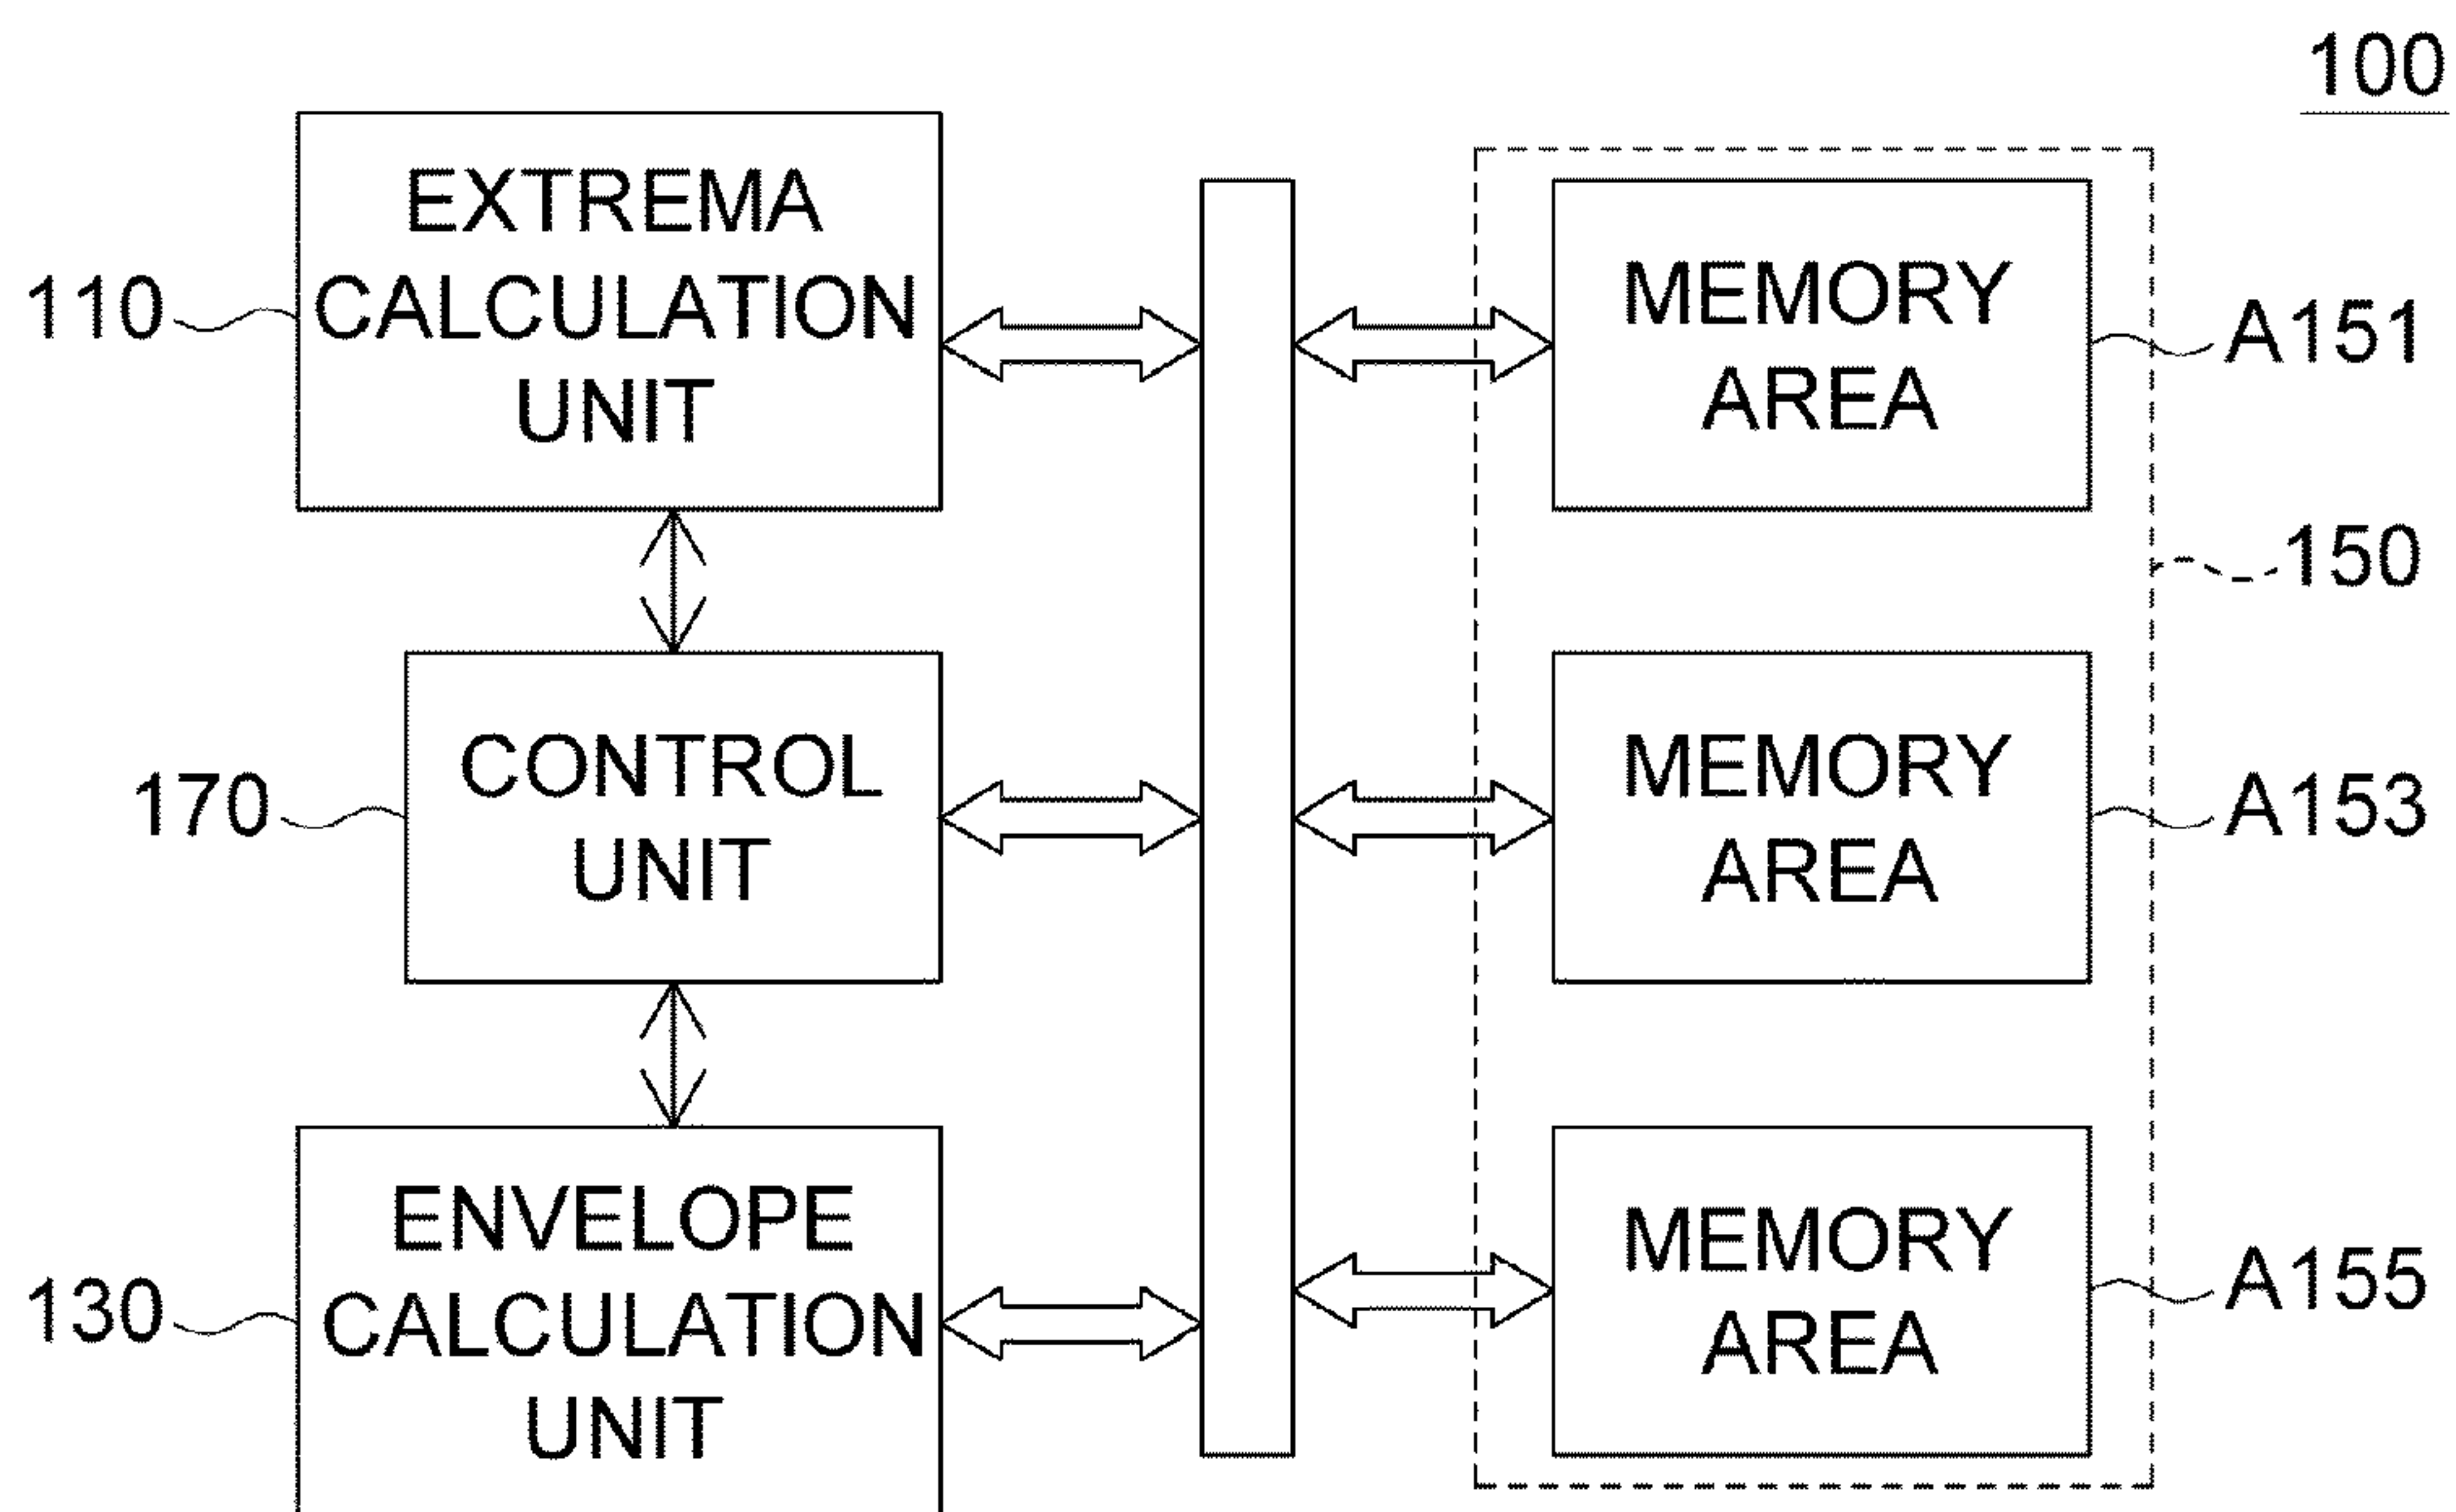 100
110
EXTREMA
CALCULATION
UNIT
MEMORY
AREA
A151
150
170
CONTROL
UNIT
MEMORY
AREA
A153
130
ENVELOPE
CALCULATION
UNIT
MEMORY
AREA
A155